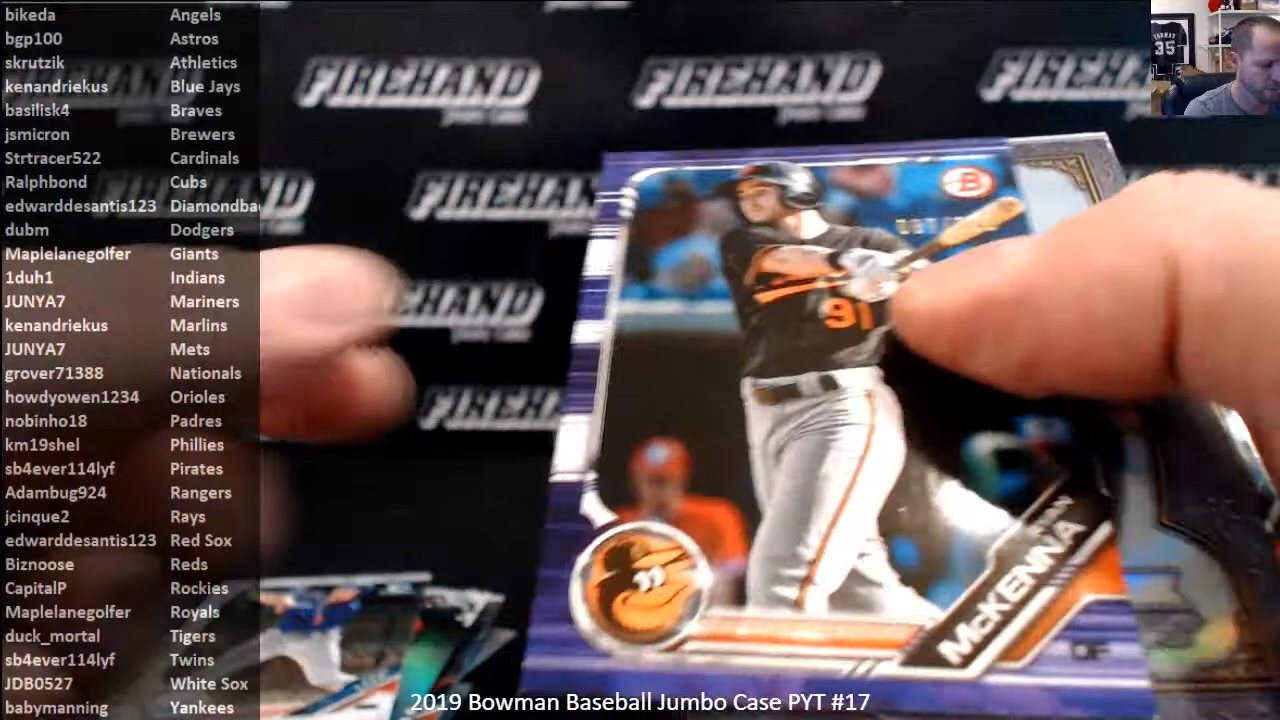 bikeda Angels
bgp100 Astros
skrutzik Athletics
kenandriekus Blue Jays
basilisk4 Braves
jsmicron Brewers
Strtracer522 Cardinals
Ralphbond Cubs
edwarddesantis123 Diamondba
dubm Dodgers
Maplelanegolfer Giants
1duh1 Indians
JUNYA7 Mariners
kenandriekus Marlins
JUNYA7 Mets
grover71388 Nationals
howdyowen1234 Orioles
nobinho18 Padres
km19shel Phillies
sb4ever114lyf Pirates
Adambug924 Rangers
jcinque2 Rays
edwarddesantis123 Red Sox
Biznoose Reds
CapitalP Rockies
Maplelanegolfer Royals
duck_mortal Tigers
sb4ever114lyf Twins
JDB0527 White Sox
babymanning Yankees
FIREHAND FIREHAND FIREHAND
FIREHAND
HAND
FIREHAND
THOMAS
35
B
91
McKENNA
OF
2019 Bowman Baseball Jumbo Case PYT #17